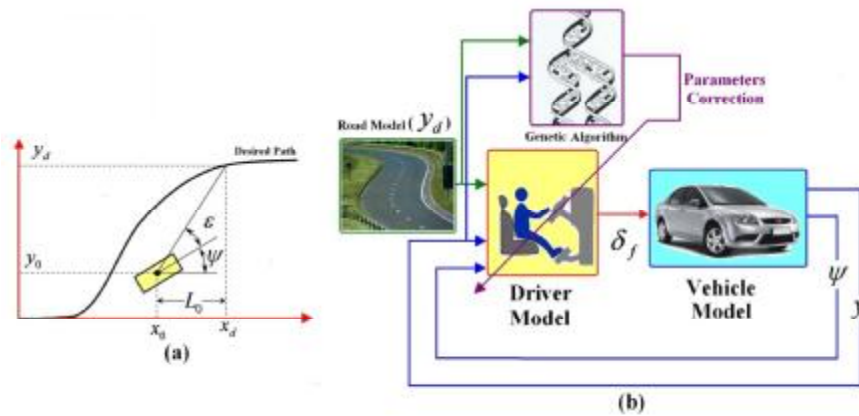 y_d
Desired Path
ε
y_0
ψ
L_0
x_0
x_d
(a)
Road Model(y_d)
Genetic Algorithm
Parameters
Correction
δ_f
Driver
Model
Vehicle
Model
ψ
y
(b)